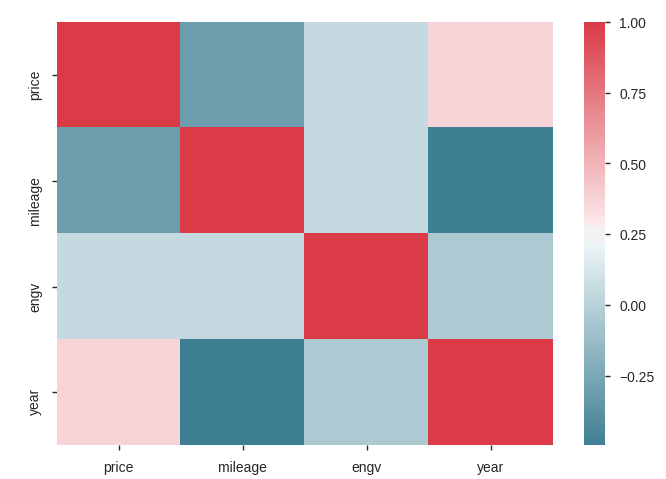 price
mileage
engv
year
price
mileage
engv
year
1.00
0.75
0.50
0.25
0.00
−0.25